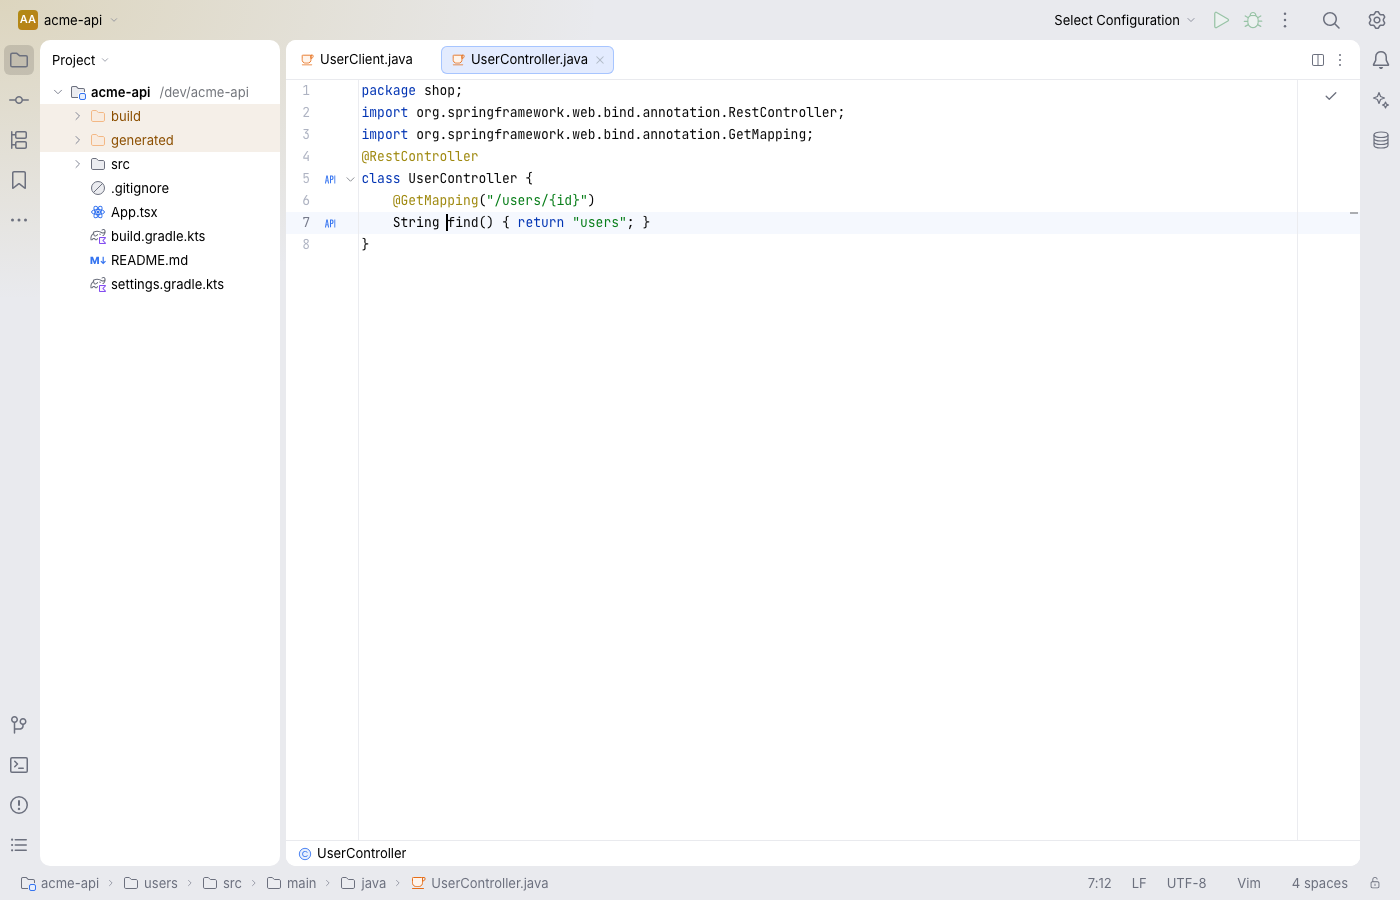 AA acme-api
Select Configuration
Project
UserClient.java
UserController.java
acme-api /dev/acme-api
build
generated
src
.gitignore
App.tsx
build.gradle.kts
M↓ README.md
settings.gradle.kts
1 package shop;
2 import org.springframework.web.bind.annotation.RestController;
3 import org.springframework.web.bind.annotation.GetMapping;
4 @RestController
5 API class UserController {
6 @GetMapping("/users/{id}")
7 API String find() { return "users"; }
8 }
© UserController
acme-api > users > src > main > java > UserController.java
7:12 LF UTF-8 Vim 4 spaces